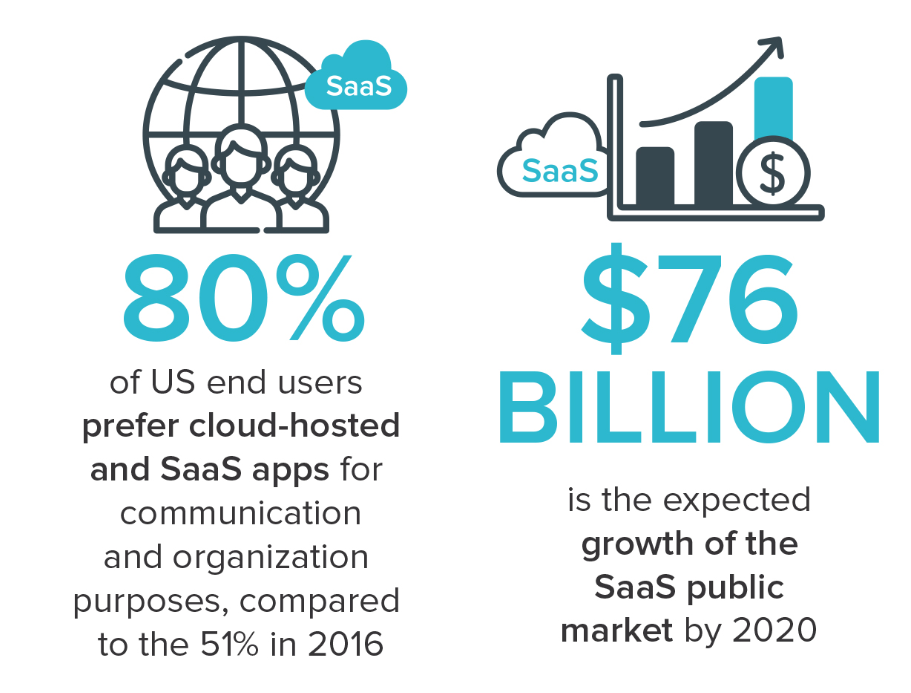 SaaS
80%
of US end users
prefer cloud-hosted
and SaaS apps for
communication
and organization
purposes, compared
to the 51% in 2016
SaaS
$
$76
BILLION
is the expected
growth of the
SaaS public
market by 2020